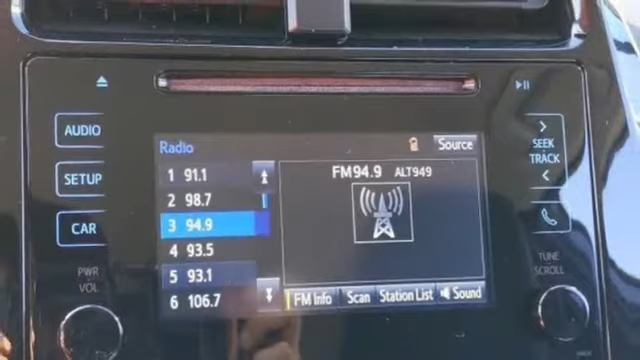 AUDIO
SETUP
CAR
PWR
VOL
Radio
Source
1 91.1
2 98.7
3 94.9
4 93.5
5 93.1
6 106.7
FM94.9 ALT949
FM Info
Scan
Station List
Sound
SEEK
TRACK
TUNE
SCROLL